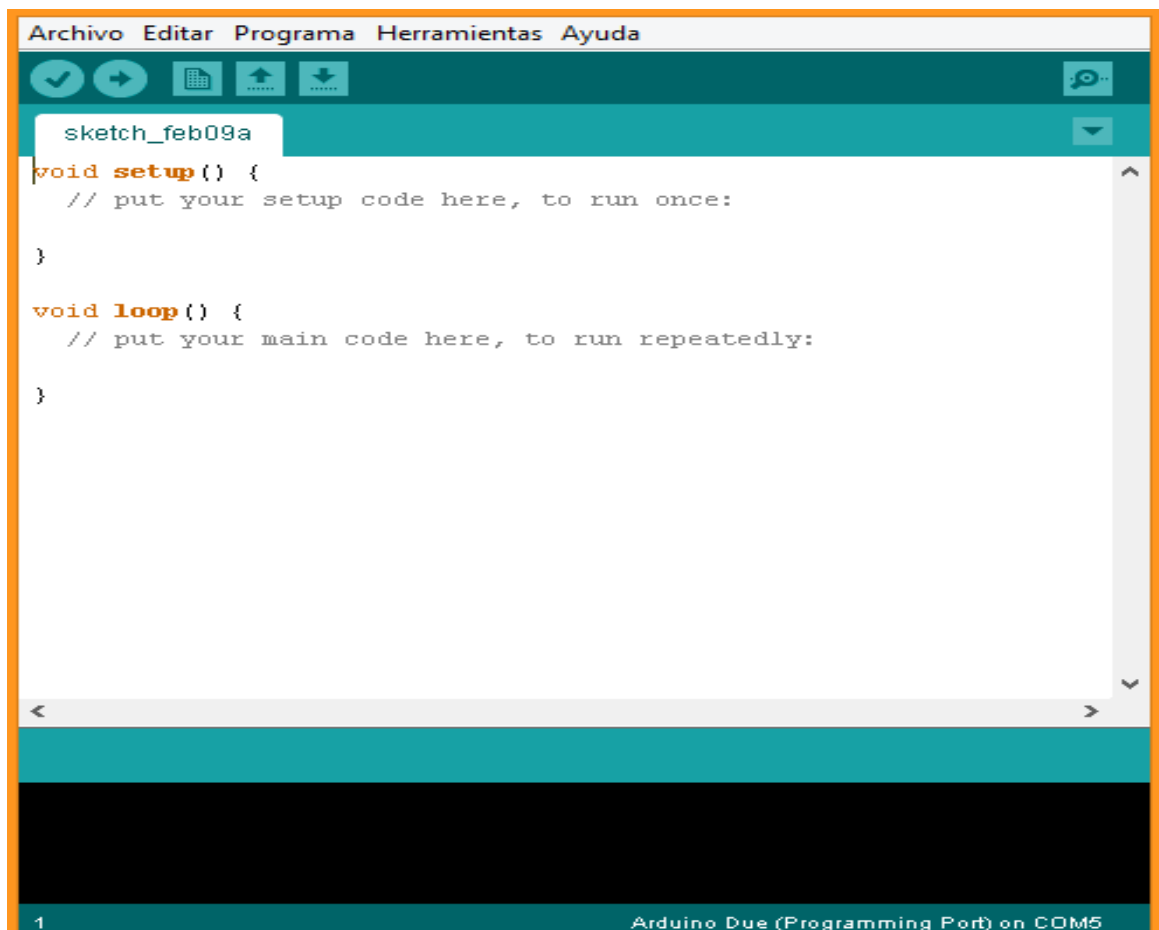 Archivo Editar Programa Herramientas Ayuda
sketch_feb09a
void setup() {
  // put your setup code here, to run once:
}
void loop() {
  // put your main code here, to run repeatedly:
}
1 Arduino Due (Programming Port) on COM5